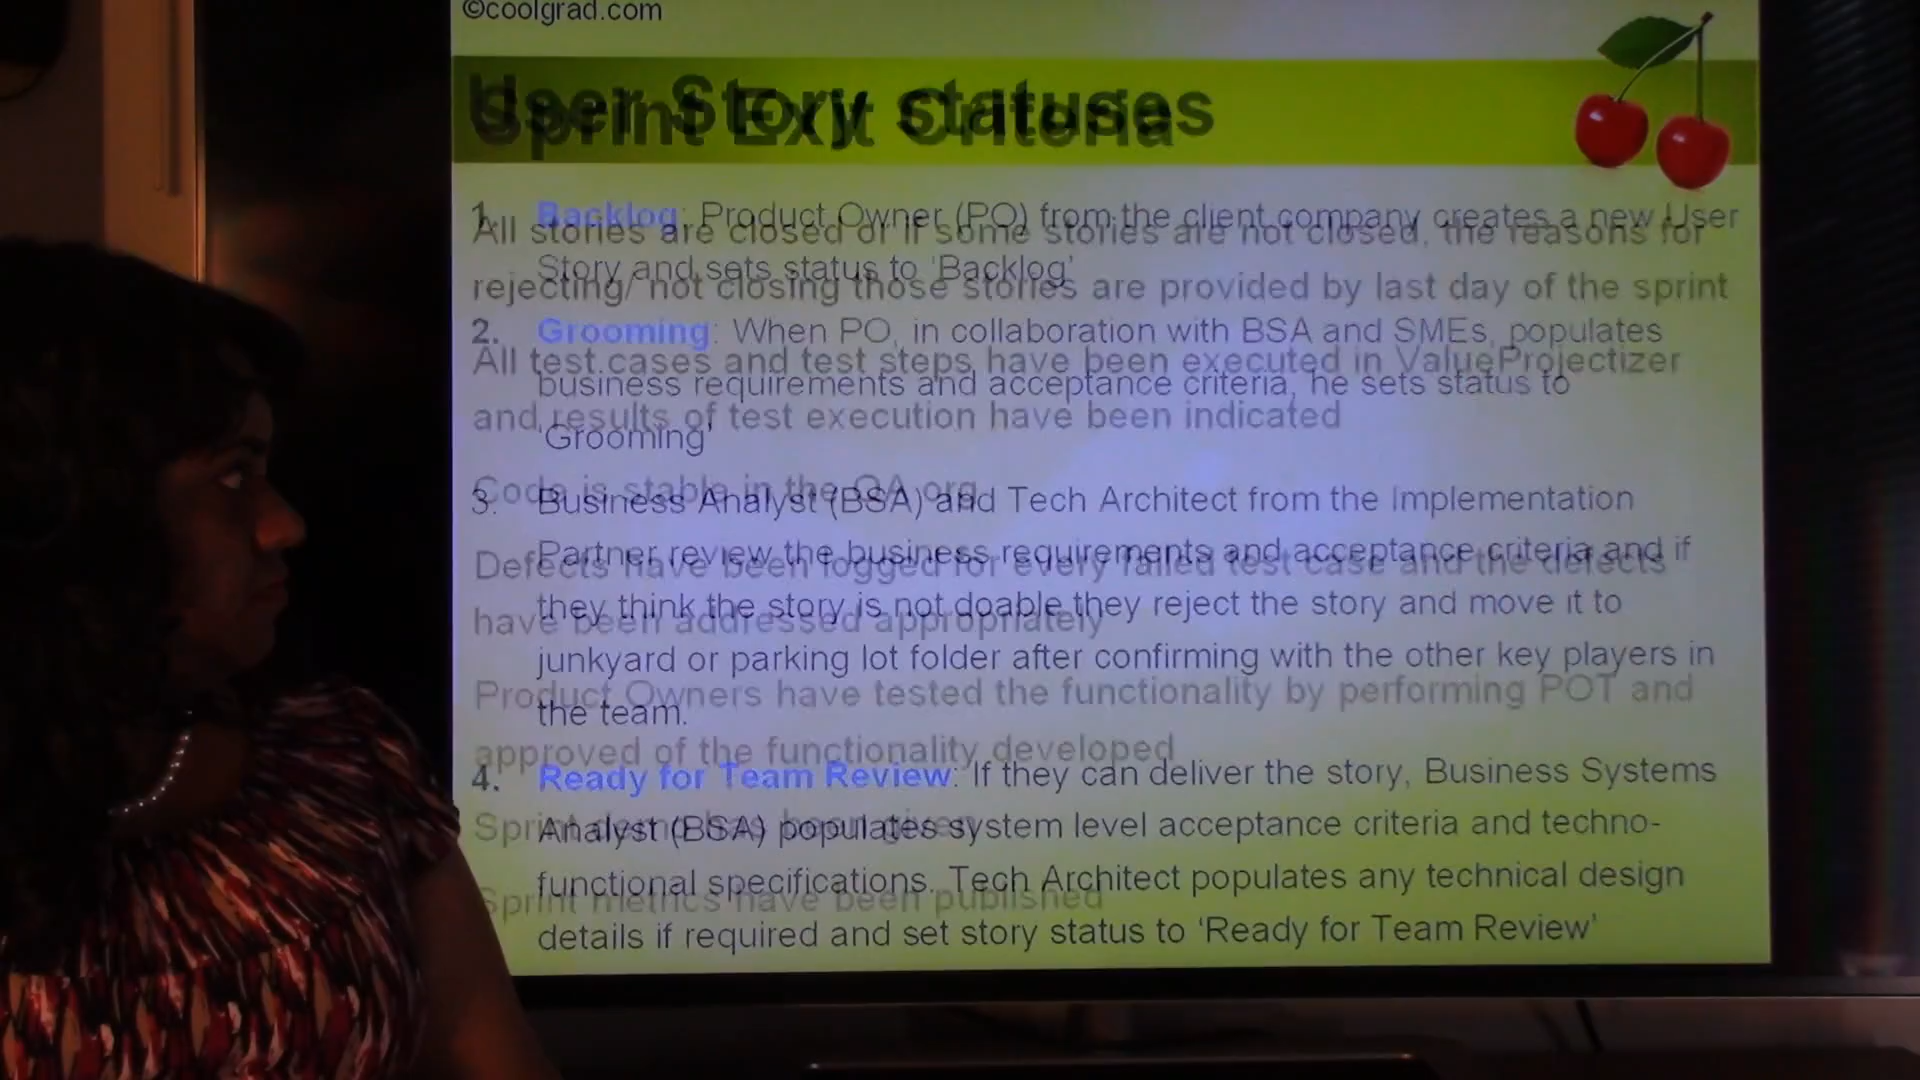 ©coolgrad.com
User Story statuses
Sprint Exit Criteria
1. Backlog: Product Owner (PO) from the client company creates a new User
Story and sets status to 'Backlog'
2. Grooming: When PO, in collaboration with BSA and SMEs, populates
business requirements and acceptance criteria, he sets status to
'Grooming'
3. Business Analyst (BSA) and Tech Architect from the Implementation
Partner review the business requirements and acceptance criteria and if
they think the story is not doable they reject the story and move it to
junkyard or parking lot folder after confirming with the other key players in
the team.
4. Ready for Team Review: If they can deliver the story, Business Systems
Analyst (BSA) populates system level acceptance criteria and techno-
functional specifications. Tech Architect populates any technical design
details if required and set story status to 'Ready for Team Review'
All stories are closed or if some stories are not closed, the reasons for
rejecting/ not closing those stories are provided by last day of the sprint
All test cases and test steps have been executed in ValueProjectizer
and results of test execution have been indicated
Code is stable in the QA org
Defects have been logged for every failed test case and the defects
have been addressed appropriately
Product Owners have tested the functionality by performing POT and
approved of the functionality developed
Sprint demo has been given
Sprint metrics have been published